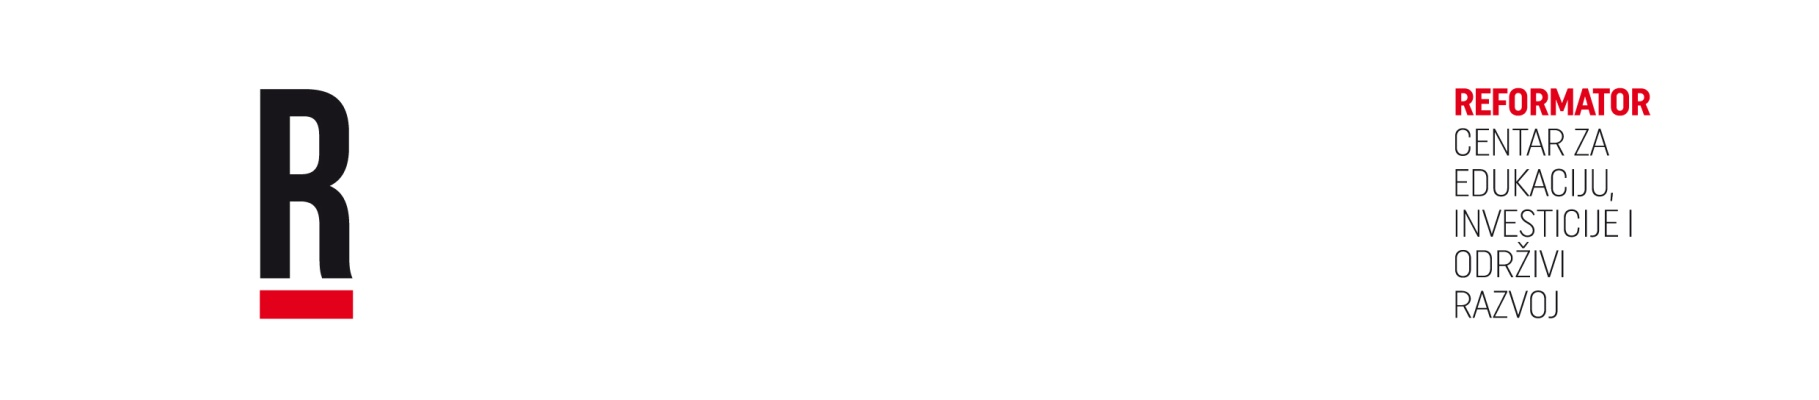 R
REFORMATOR
CENTAR ZA
EDUKACIJU,
INVESTICIJE I
ODRŽIVI
RAZVOJ